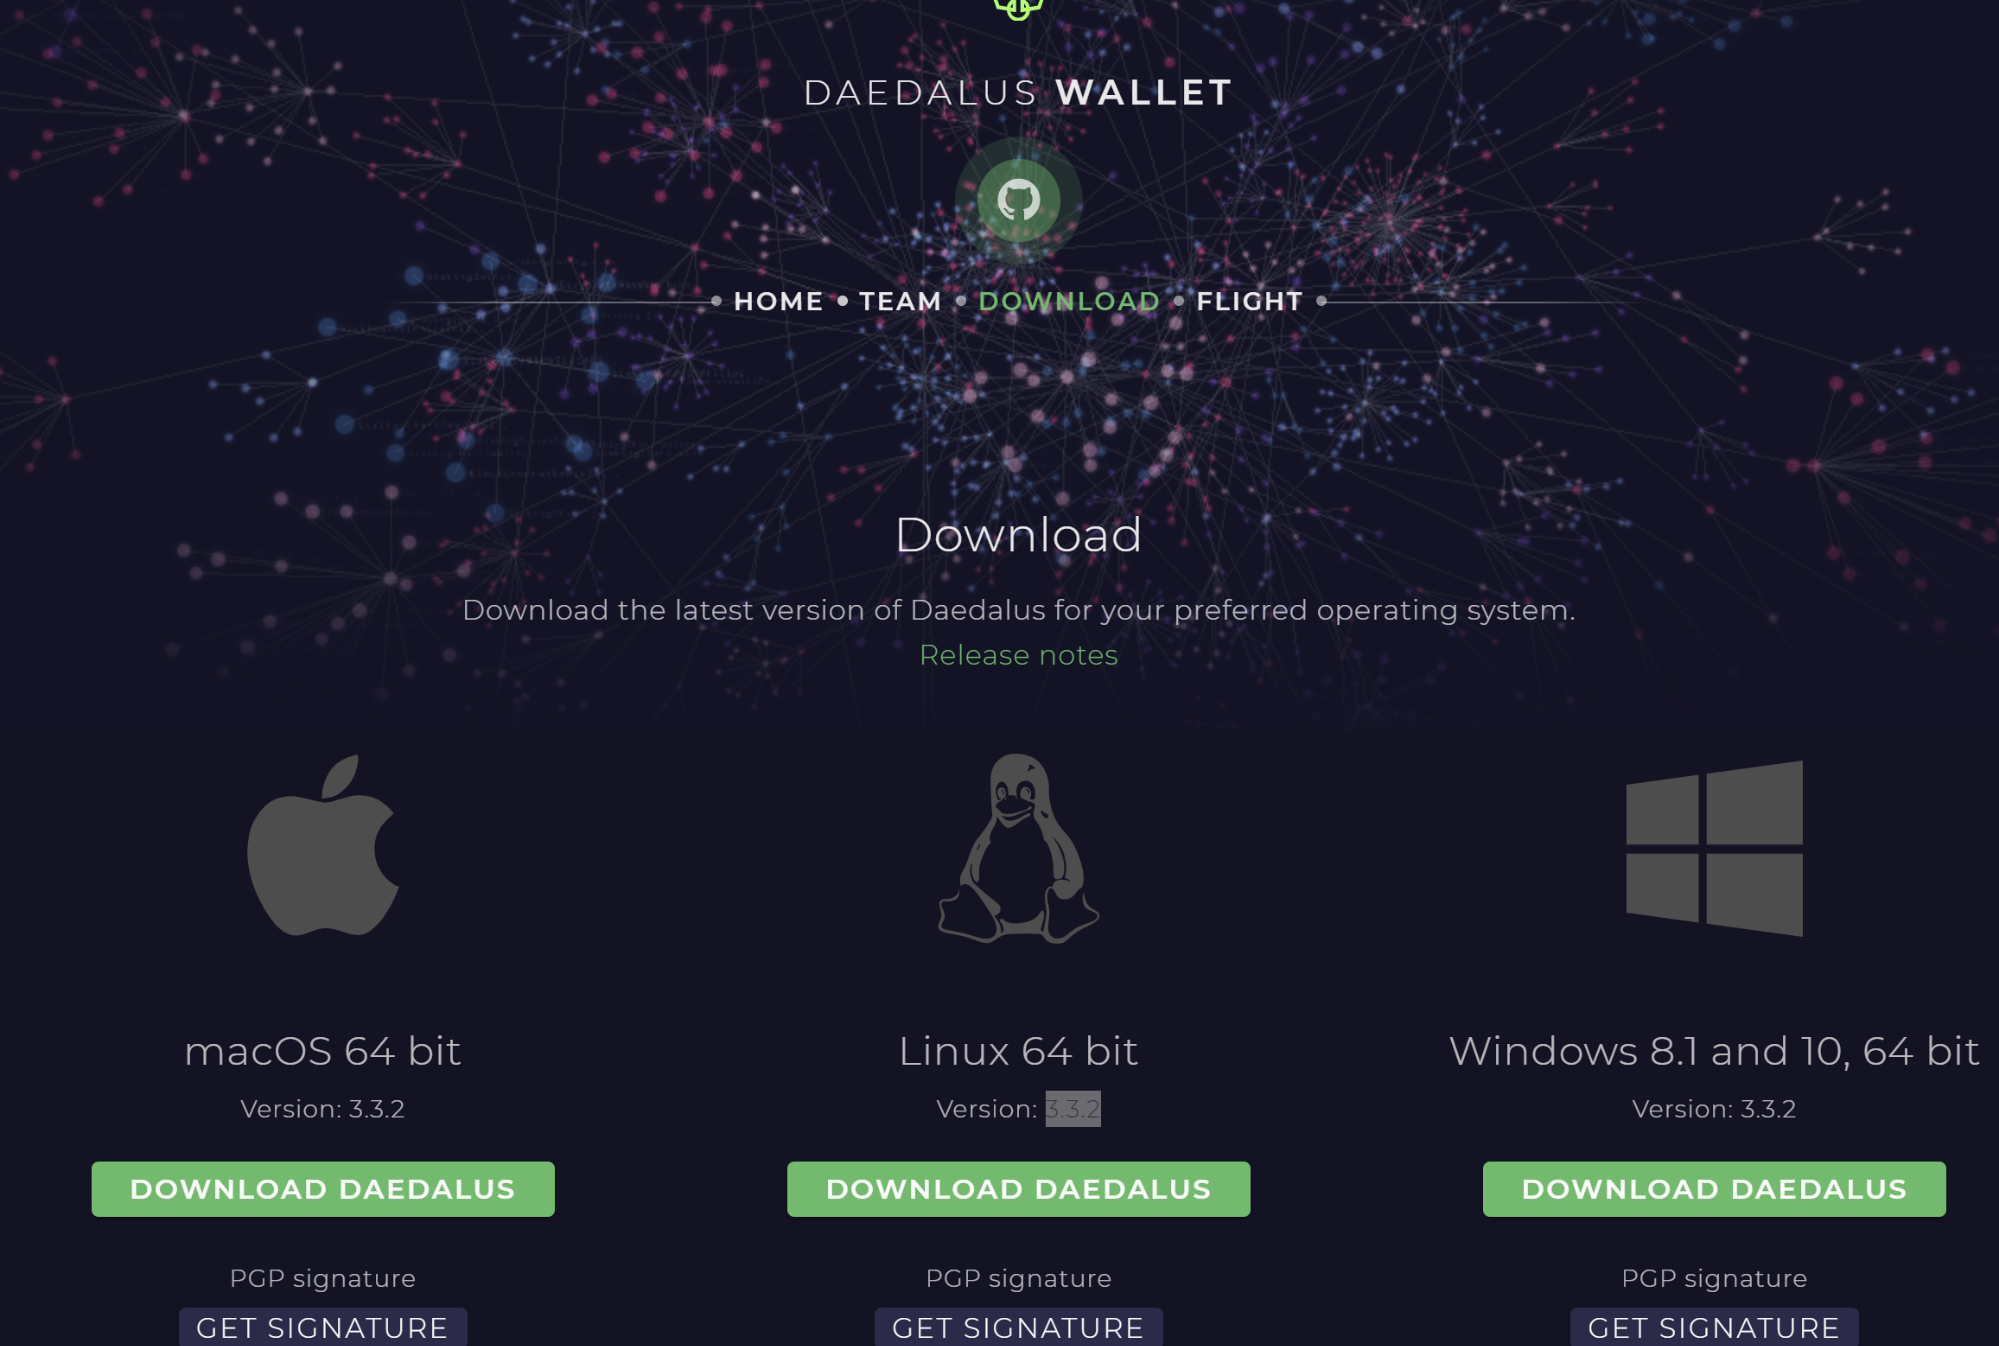 DAEDALUS WALLET
HOME
TEAM
DOWNLOAD
FLIGHT
Download
Download the latest version of Daedalus for your preferred operating system.
Release notes
macOS 64 bit
Version: 3.3.2
DOWNLOAD DAEDALUS
PGP signature
GET SIGNATURE
Linux 64 bit
Version: 3.3.2
DOWNLOAD DAEDALUS
PGP signature
GET SIGNATURE
Windows 8.1 and 10, 64 bit
Version: 3.3.2
DOWNLOAD DAEDALUS
PGP signature
GET SIGNATURE